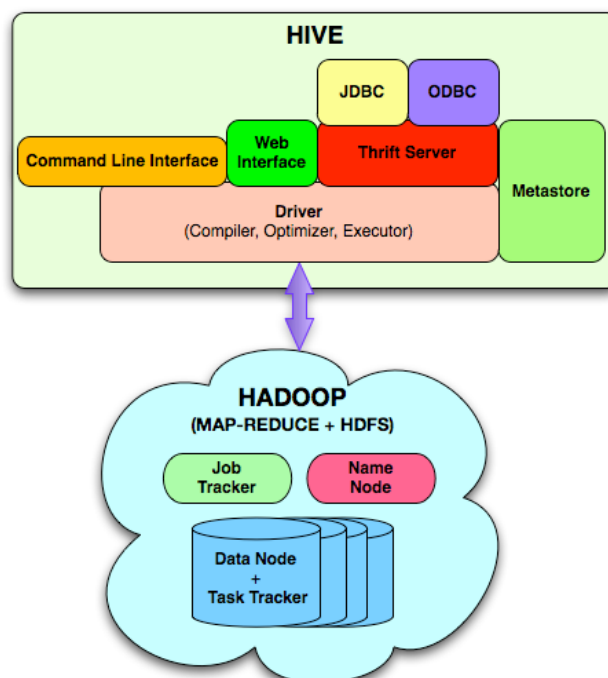 HIVE
JDBC
ODBC
Command Line Interface
Web
Interface
Thrift Server
Metastore
Driver
(Compiler, Optimizer, Executor)
HADOOP
(MAP-REDUCE + HDFS)
Job
Tracker
Name
Node
Data Node
+
Task Tracker